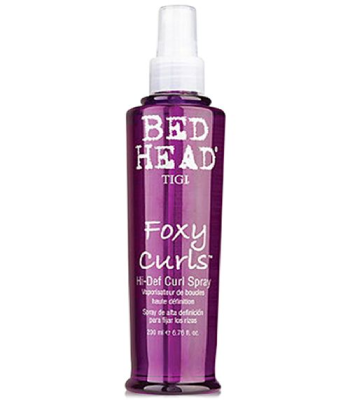 BED
HEAD®
TIGI.
Foxy
Curls™
Hi-Def Curl Spray
Vaporisateur de boucles
haute définition
Spray de alta definición
para fijar los rizos
200 ml ℮ 6.76 fl. oz.